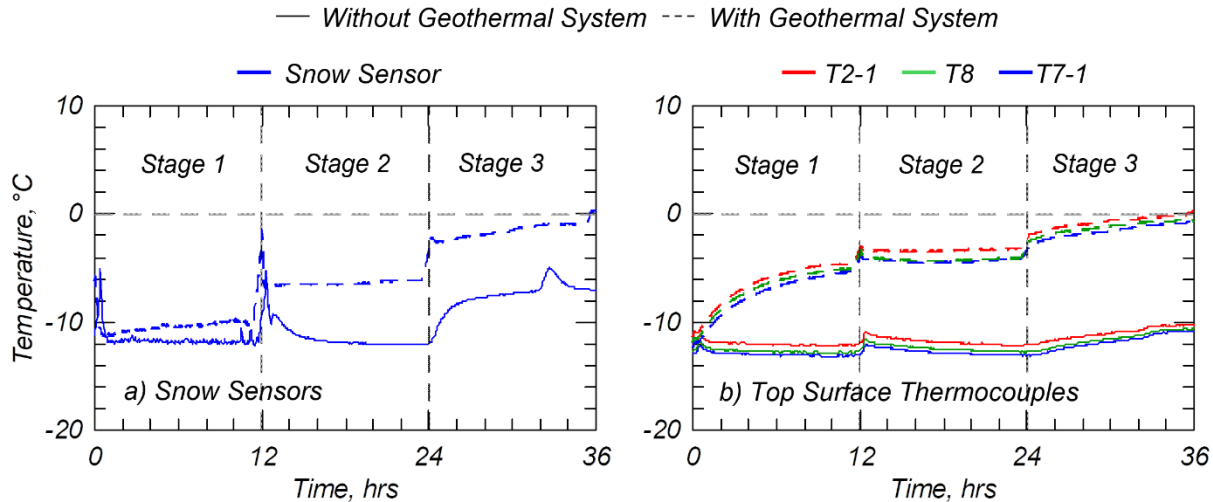 Without Geothermal System With Geothermal System
Snow Sensor
T2-1 T8 T7-1
Temperature, °C
10
0
-10
-20
Stage 1 Stage 2 Stage 3
a) Snow Sensors
0 12 24 36
Time, hrs
10
0
-10
-20
Stage 1 Stage 2 Stage 3
b) Top Surface Thermocouples
0 12 24 36
Time, hrs